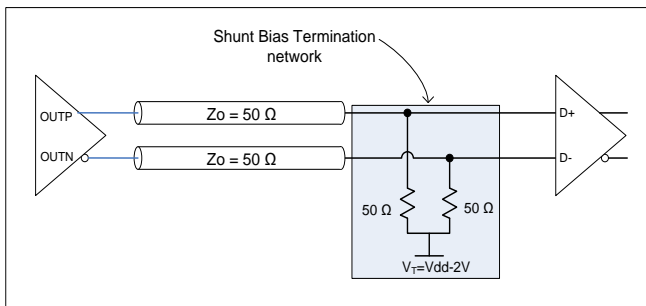 Shunt Bias Termination
network
OUTP
Zo = 50 Ω
D+
OUTN
Zo = 50 Ω
D-
50 Ω
50 Ω
VT=Vdd-2V